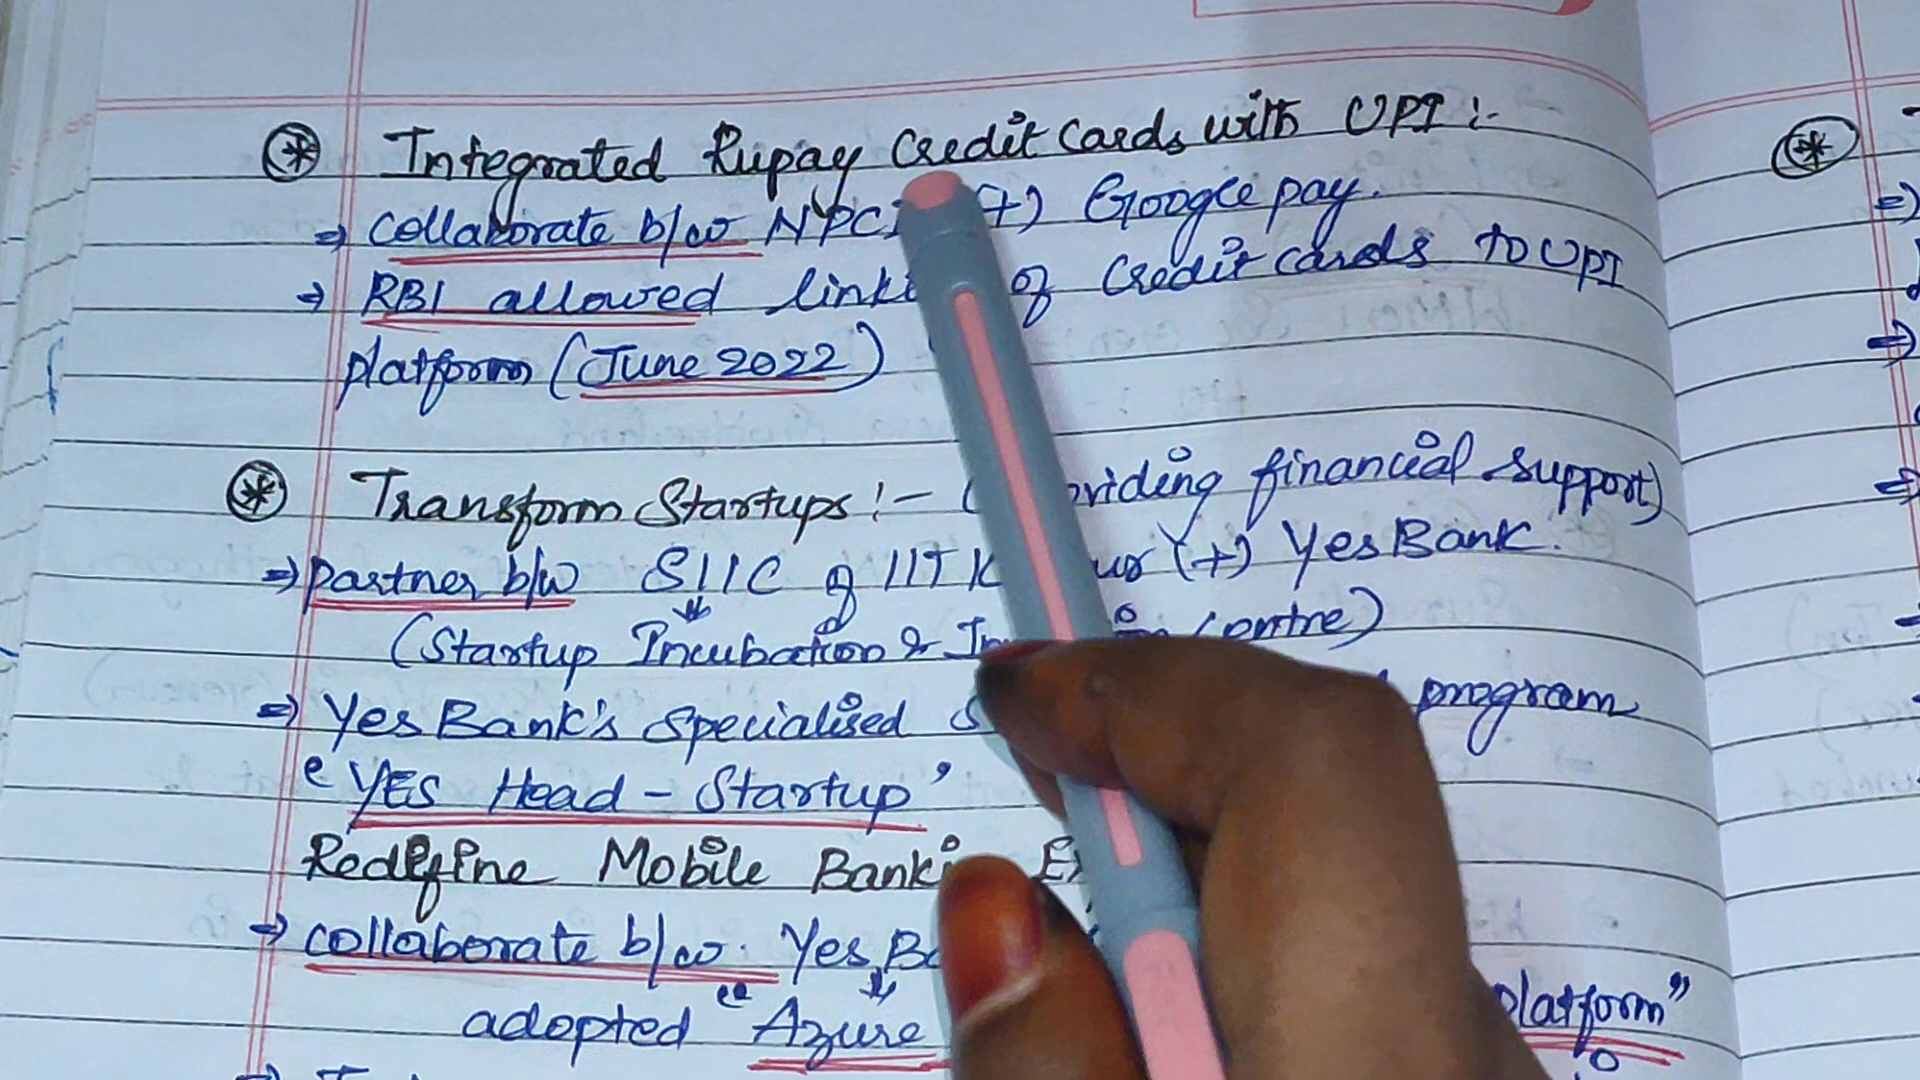 Integrated Rupay Credit Cards with UPI :-
⇒ Collaborate b/w NPCI (+) Google pay.
⇒ RBI allowed of Credit cards to UPI
platform (June 2022)
Transform Startups :- financial support)
⇒ partner b/w SIIC of IIT (+) Yes Bank.
(Startup Incubation & Centre)
⇒ Yes Bank's Specialised program
'YES Head-Startup'
Redefine Mobile
⇒ collaborate b/w. Yes
adopted "Azure platform"